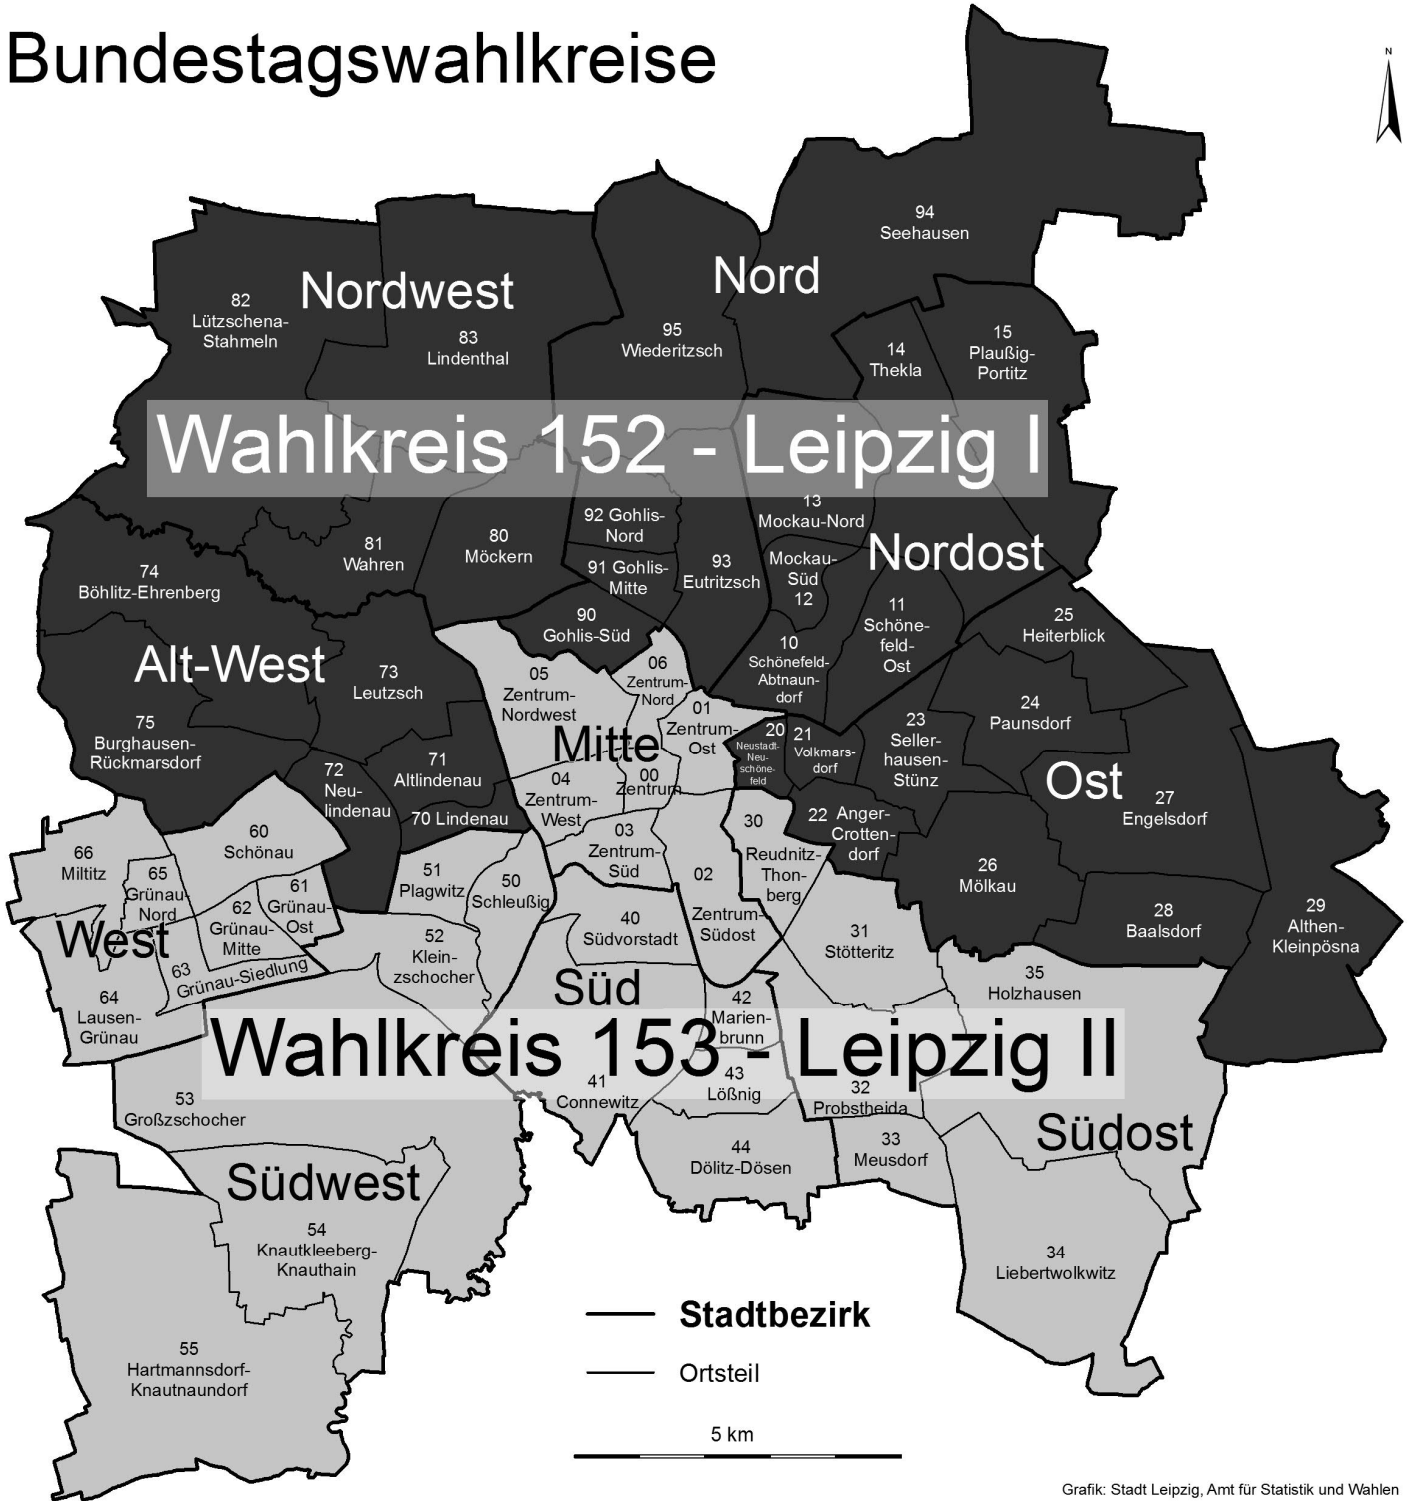 Bundestagswahlkreise
N
94
Seehausen
Nordwest
Nord
82
Lützschena-
Stahmeln
83
Lindenthal
95
Wiederitzsch
14
Thekla
15
Plaußig-
Portitz
Wahlkreis 152 - Leipzig I
13
Mockau-Nord
92 Gohlis-
Nord
81
Wahren
80
Möckern
91 Gohlis-
Mitte
93
Eutritzsch
Mockau-
Süd
12
Nordost
74
Böhlitz-Ehrenberg
11
Schöne-
feld-
Ost
25
Heiterblick
90
Gohlis-Süd
10
Schönefeld-
Abtnaun-
dorf
Alt-West
73
Leutzsch
05
Zentrum-
Nordwest
06
Zentrum-
Nord
01
Zentrum-
Ost
24
Paunsdorf
75
Burghausen-
Rückmarsdorf
Mitte
20
Neustadt-
Neu-
schöne-
feld
21
Volkmars-
dorf
23
Seller-
hausen-
Stünz
Ost
72
Neu-
lindenau
71
Altlindenau
70 Lindenau
04
Zentrum-
West
00
Zentrum
27
Engelsdorf
03
Zentrum-
Süd
30
Reudnitz-
Thon-
berg
22 Anger-
Crotten-
dorf
60
Schönau
66
Miltitz
65
Grünau-
Nord
61
Grünau-
Ost
51
Plagwitz
50
Schleußig
02
Zentrum-
Südost
26
Mölkau
62
Grünau-
Mitte
West
52
Klein-
zschocher
40
Südvorstadt
31
Stötteritz
28
Baalsdorf
29
Althen-
Kleinpösna
63
Grünau-Siedlung
64
Lausen-
Grünau
Süd
42
Marien-
brunn
35
Holzhausen
Wahlkreis 153 - Leipzig II
53
Großzschocher
41
Connewitz
43
Lößnig
32
Probstheida
Südost
Südwest
44
Dölitz-Dösen
33
Meusdorf
54
Knautkleeberg-
Knauthain
34
Liebertwolkwitz
Stadtbezirk
55
Hartmannsdorf-
Knautnaundorf
Ortsteil
5 km
Grafik: Stadt Leipzig, Amt für Statistik und Wahlen